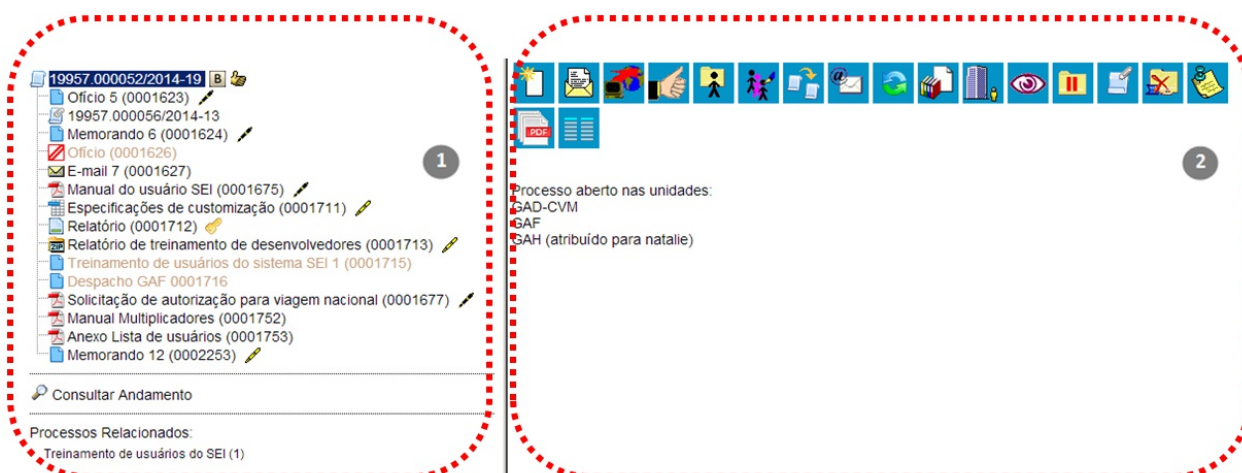 19957.000052/2014-19 B
Ofício 5 (0001623)
19957.000056/2014-13
Memorando 6 (0001624)
Ofício (0001626)
E-mail 7 (0001627)
Manual do usuário SEI (0001675)
Especificações de customização (0001711)
Relatório (0001712)
Relatório de treinamento de desenvolvedores (0001713)
Treinamento de usuários do sistema SEI 1 (0001715)
Despacho GAF 0001716
Solicitação de autorização para viagem nacional (0001677)
Manual Multiplicadores (0001752)
Anexo Lista de usuários (0001753)
Memorando 12 (0002253)
Consultar Andamento
Processos Relacionados:
Treinamento de usuários do SEI (1)
1
PDF
2
Processo aberto nas unidades:
GAD-CVM
GAF
GAH (atribuído para natalie)